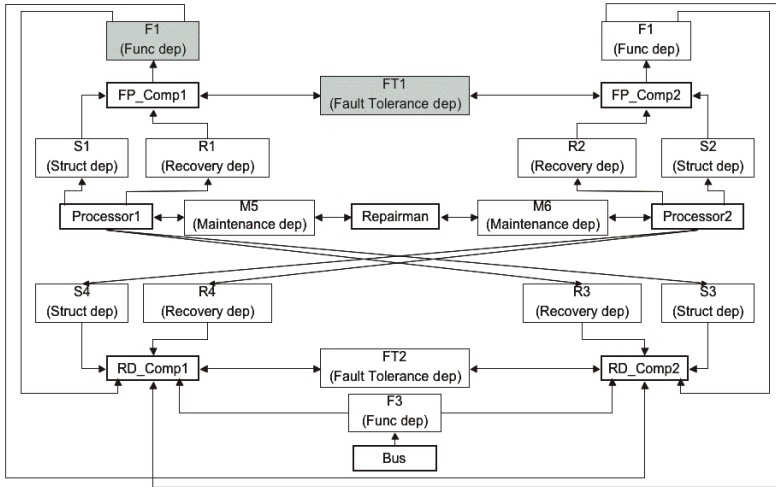 F1
(Func dep)
F1
(Func dep)
FP_Comp1
FT1
(Fault Tolerance dep)
FP_Comp2
S1
(Struct dep)
R1
(Recovery dep)
R2
(Recovery dep)
S2
(Struct dep)
Processor1
M5
(Maintenance dep)
Repairman
M6
(Maintenance dep)
Processor2
S4
(Struct dep)
R4
(Recovery dep)
R3
(Recovery dep)
S3
(Struct dep)
RD_Comp1
FT2
(Fault Tolerance dep)
RD_Comp2
F3
(Func dep)
Bus